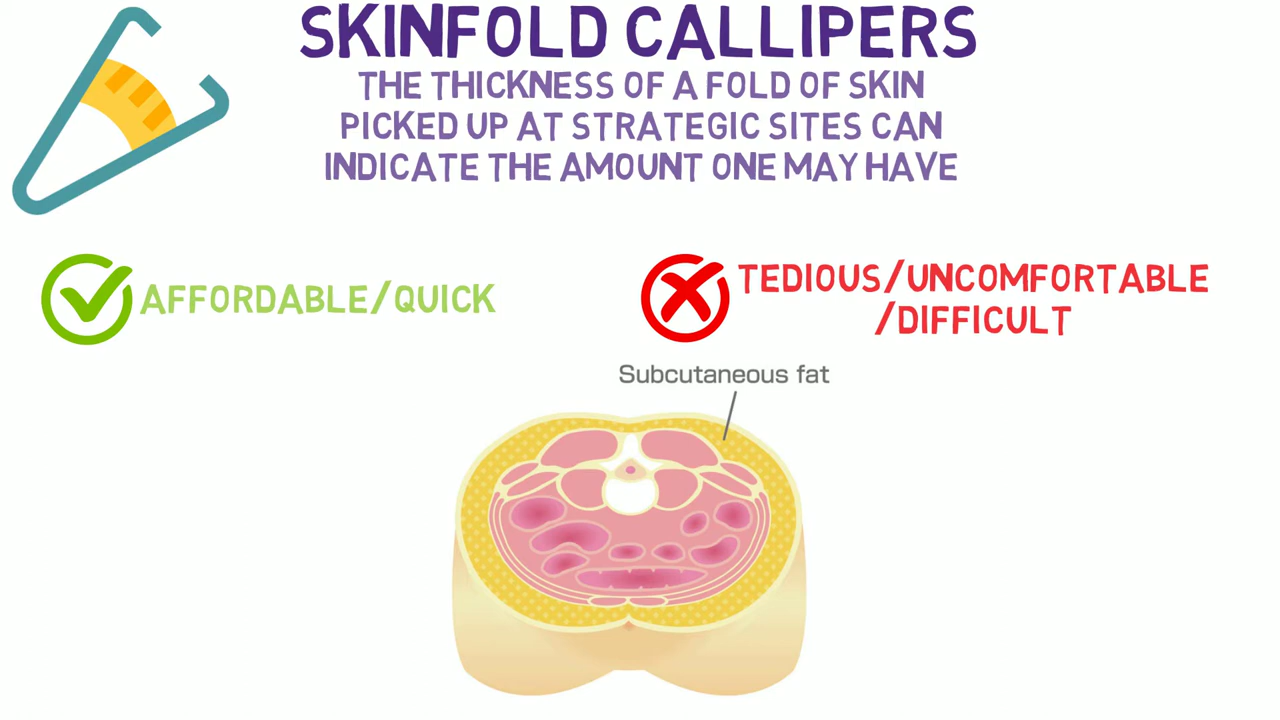 SKINFOLD CALLIPERS
THE THICKNESS OF A FOLD OF SKIN
PICKED UP AT STRATEGIC SITES CAN
INDICATE THE AMOUNT ONE MAY HAVE
AFFORDABLE/QUICK
TEDIOUS/UNCOMFORTABLE
/DIFFICULT
Subcutaneous fat